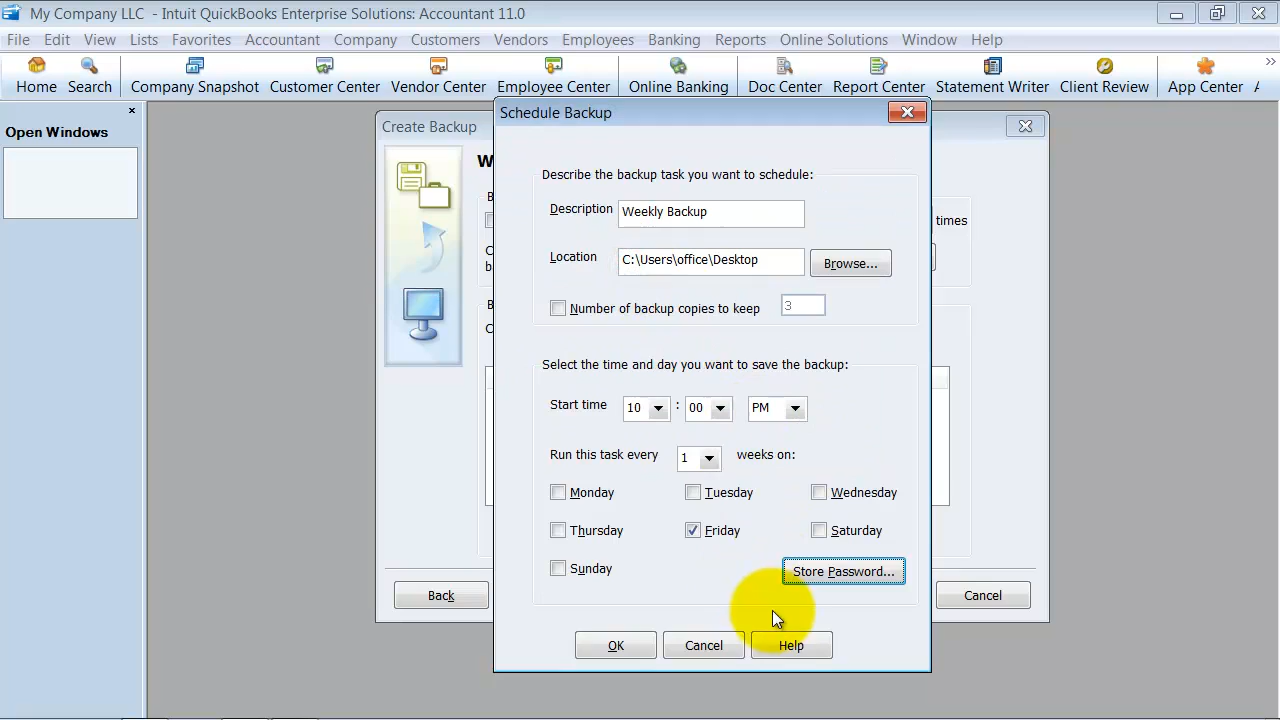 My Company LLC - Intuit QuickBooks Enterprise Solutions: Accountant 11.0
File Edit View Lists Favorites Accountant Company Customers Vendors Employees Banking Reports Online Solutions Window Help
Home Search Company Snapshot Customer Center Vendor Center Employee Center Online Banking Doc Center Report Center Statement Writer Client Review App Center
Open Windows
Create Backup
Schedule Backup
W
Describe the backup task you want to schedule:
Description Weekly Backup
times
Location C:\Users\office\Desktop Browse...
Number of backup copies to keep 3
Select the time and day you want to save the backup:
Start time 10 : 00 PM
Run this task every 1 weeks on:
Monday Tuesday Wednesday
Thursday Friday Saturday
Sunday Store Password...
Back Cancel
OK Cancel Help